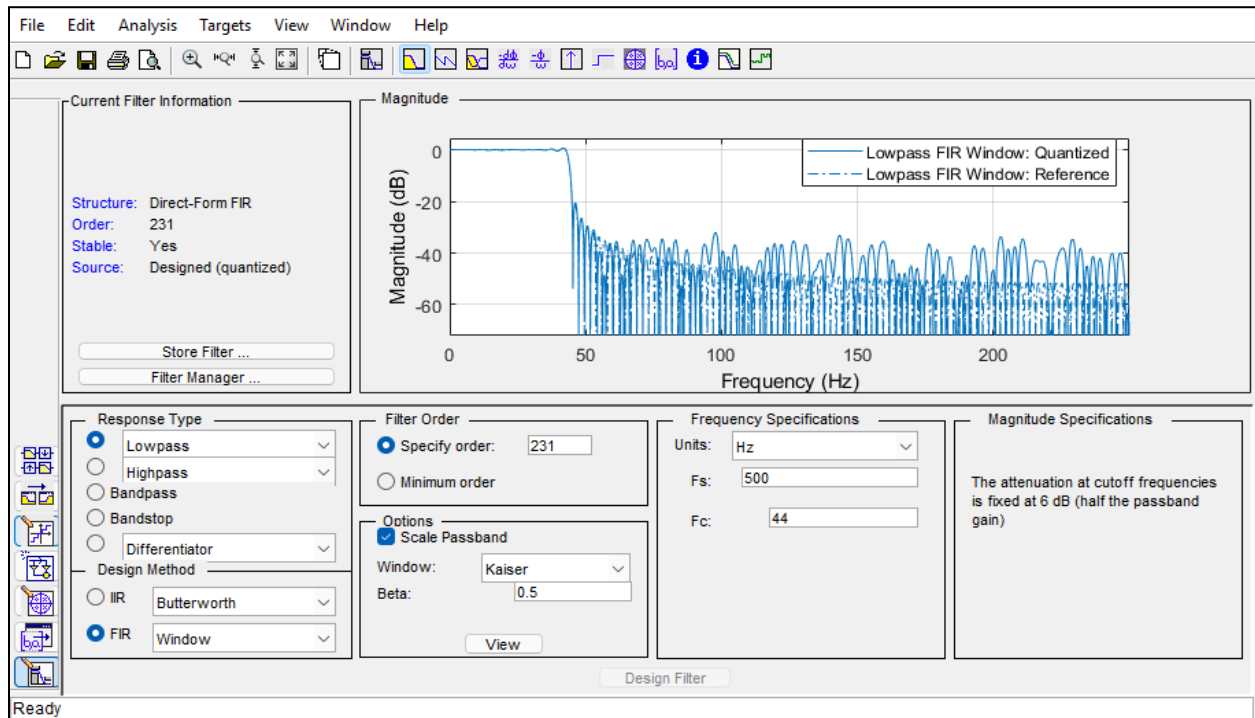 File Edit Analysis Targets View Window Help
Current Filter Information
Structure: Direct-Form FIR
Order: 231
Stable: Yes
Source: Designed (quantized)
Store Filter ...
Filter Manager ...
Magnitude
Magnitude (dB)
0
-20
-40
-60
Lowpass FIR Window: Quantized
Lowpass FIR Window: Reference
0 50 100 150 200
Frequency (Hz)
Response Type
Lowpass
Highpass
Bandpass
Bandstop
Differentiator
Design Method
IIR Butterworth
FIR Window
Filter Order
Specify order: 231
Minimum order
Options
Scale Passband
Window: Kaiser
Beta: 0.5
View
Frequency Specifications
Units: Hz
Fs: 500
Fc: 44
Magnitude Specifications
The attenuation at cutoff frequencies
is fixed at 6 dB (half the passband
gain)
Design Filter
Ready